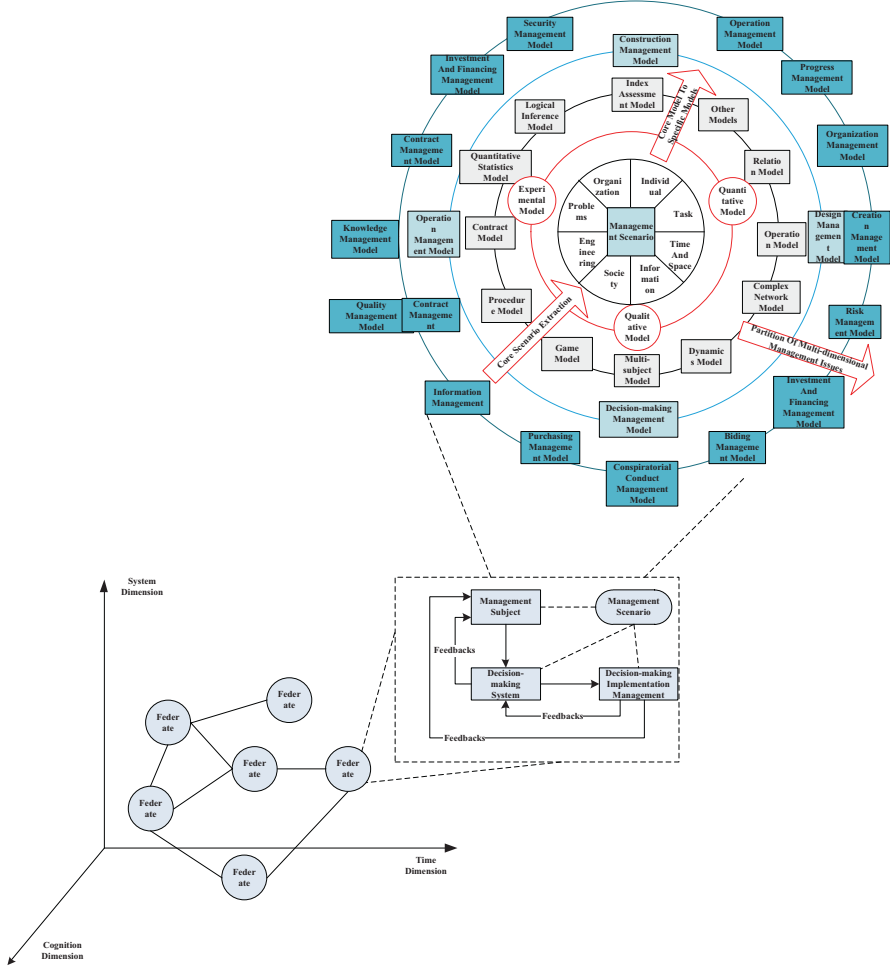 Security
Management Model
Operation
Management Model
Construction
Management
Model
Investment
And Financing
Management
Model
Progress
Management
Model
Index
Assessme
nt Model
Core Model To
Specific Models
Other
Models
Logical
Inference
Model
Contract
Manageme
nt Model
Organization
Management
Model
Quantitative
Statistics
Model
Relatio
n Model
Organi
zation
Individ
ual
Experi
mental
Model
Quanti
tative
Model
Proble
ms
Task
Knowledge
Management Model
Operatio
n
Managem
ent Model
Contract
Model
Manageme
nt Scenario
Operatio
n Model
Design
Mana
gemen
t
Model
Creatio
n
Manage
ment
Model
Eng
inee
ring
Time
And
Space
Socie
ty
Infor
mati
on
Quality
Management
Model
Contract
Management
Procedur
e Model
Complex
Network
Model
Risk
Managem
ent Model
Core Scenario Extraction
Qualit
ative
Model
Partition Of Multi-dimensional
Management Issues
Game
Model
Multi-
subject
Model
Dynamic
s Model
Information
Management
Investment
And
Financing
Management
Model
Decision-making
Management
Model
Purchasing
Manageme
nt Model
Biding
Manageme
nt Model
Conspiratorial
Conduct
Management
Model
System
Dimension
Management
Subject
Management
Scenario
Feedbacks
Decision-
making
System
Decision-making
Implementation
Management
Feedbacks
Feedbacks
Feder
ate
Feder
ate
Feder
ate
Feder
ate
Feder
ate
Feder
ate
Time
Dimension
Cognition
Dimension